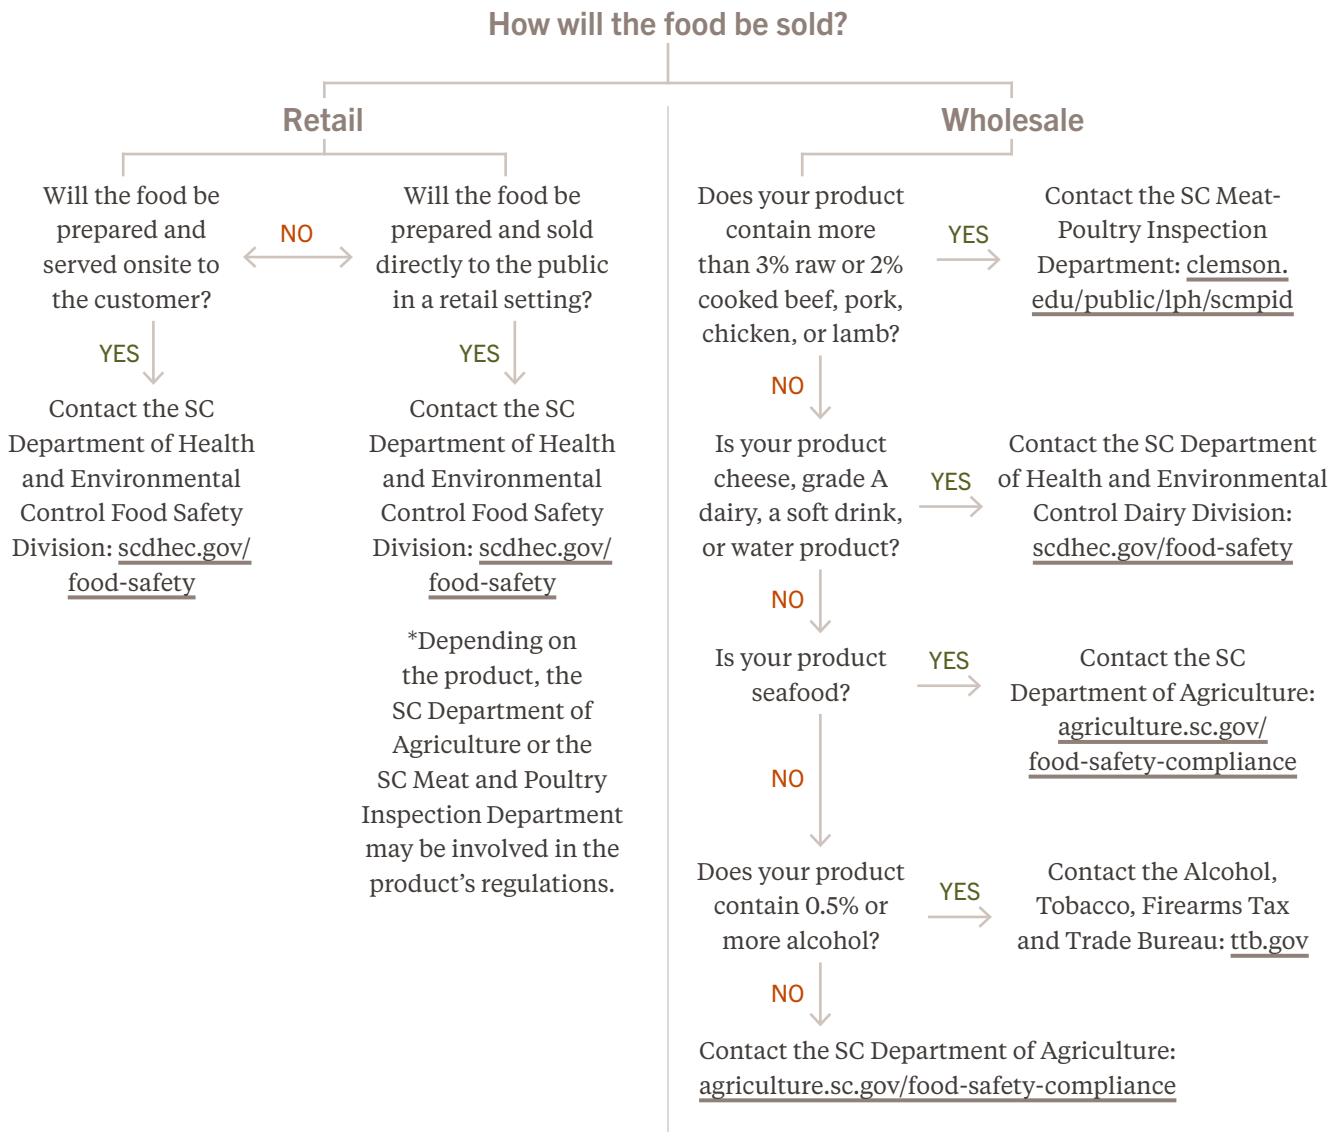 How will the food be sold?
Retail
Will the food be
prepared and
served onsite to
the customer?
NO
Will the food be
prepared and sold
directly to the public
in a retail setting?
YES
Contact the SC
Department of Health
and Environmental
Control Food Safety
Division: scdhec.gov/
food-safety
YES
Contact the SC
Department of Health
and Environmental
Control Food Safety
Division: scdhec.gov/
food-safety
*Depending on
the product, the
SC Department of
Agriculture or the
SC Meat and Poultry
Inspection Department
may be involved in the
product’s regulations.
Wholesale
Does your product
contain more
than 3% raw or 2%
cooked beef, pork,
chicken, or lamb?
YES
Contact the SC Meat-
Poultry Inspection
Department: clemson.
edu/public/lph/scmpid
NO
Is your product
cheese, grade A
dairy, a soft drink,
or water product?
YES
Contact the SC Department
of Health and Environmental
Control Dairy Division:
scdhec.gov/food-safety
NO
Is your product
seafood?
YES
Contact the SC
Department of Agriculture:
agriculture.sc.gov/
food-safety-compliance
NO
Does your product
contain 0.5% or
more alcohol?
YES
Contact the Alcohol,
Tobacco, Firearms Tax
and Trade Bureau: ttb.gov
NO
Contact the SC Department of Agriculture:
agriculture.sc.gov/food-safety-compliance